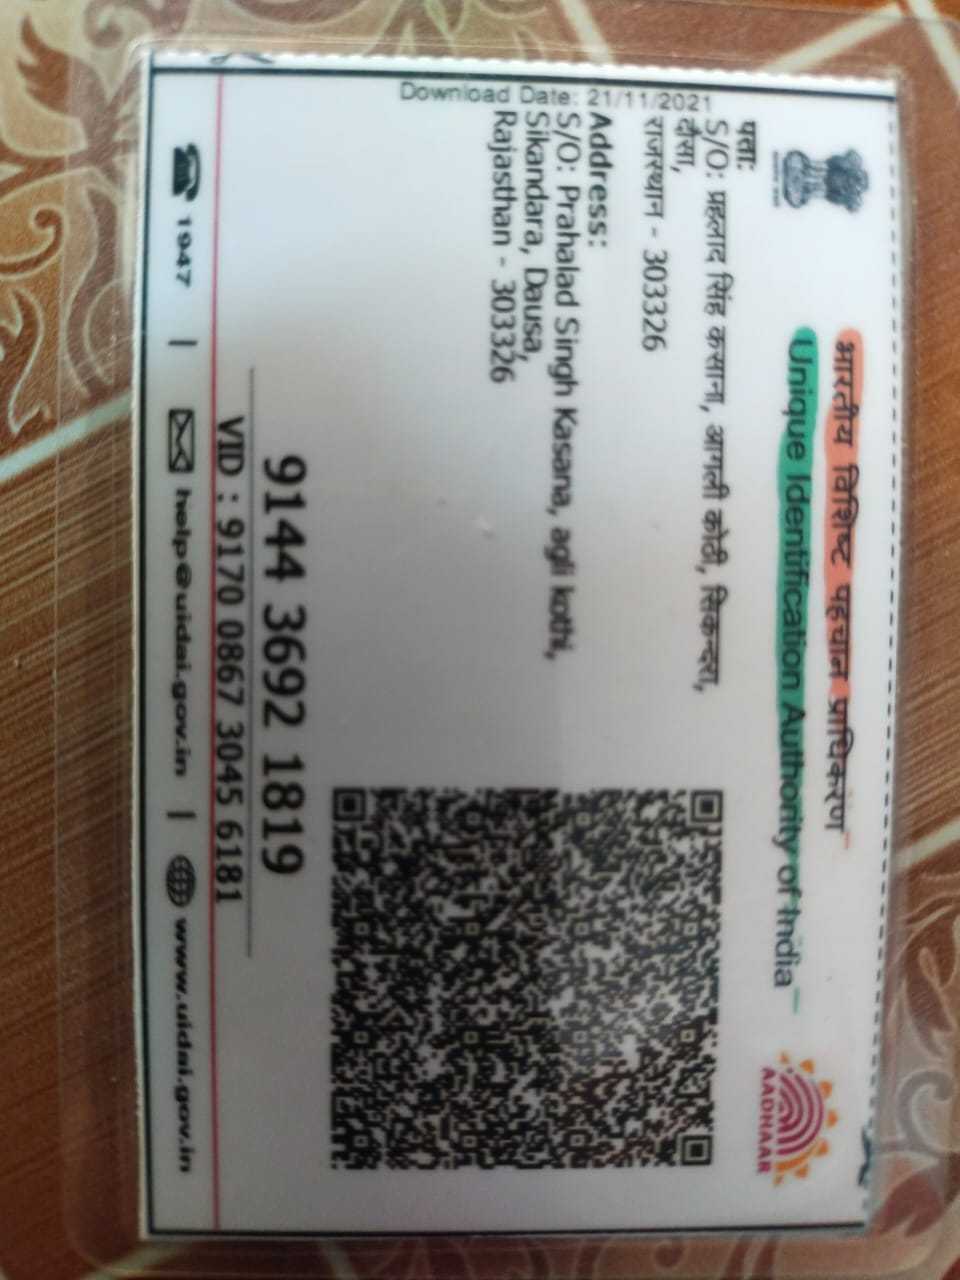 भारतीय विशिष्ट पहचान प्राधिकरण
Unique Identification Authority of India
AADHAAR
Download Date: 21/11/2021
पता:
S/O: प्रहलाद सिंह कसाना, आगली कोठी, सिकन्दरा,
दौसा,
राजस्थान - 303326
Address:
S/O: Prahalad Singh Kasana, agli kothi,
Sikandara, Dausa,
Rajasthan - 303326
9144 3692 1819
VID : 9170 0867 3045 6181
1947 | help@uidai.gov.in | www.uidai.gov.in